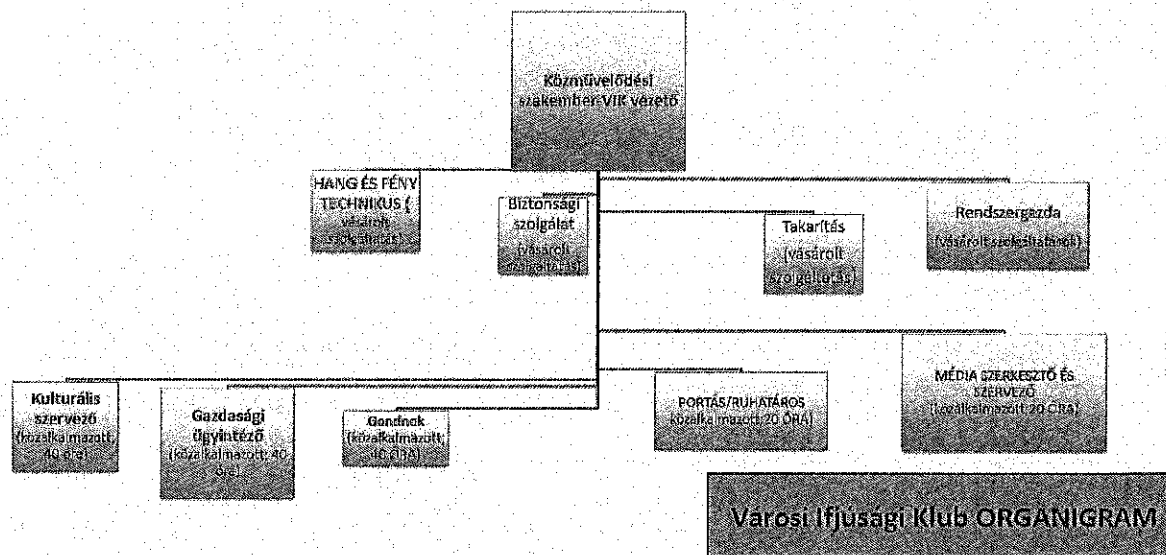 Közművelődési
szakember-VIK vezető
HANG ÉS FÉNY
TECHNIKUS (
vásárolt
szolgáltatás)
Biztonsági
szolgálat
(vásárolt
szolgáltatás)
Takarítás
(vásárolt
szolgáltatás)
Rendszergazda
(vásárolt szolgáltatás)
Kulturális
szervező
(közalkalmazott,
40 óra)
Gazdasági
ügyintéző
(közalkalmazott; 40
óra)
Gondnok
(közalkalmazott;
40 ÓRA)
PORTÁS/RUHATÁROS
közalkalmazott, 20 ÓRA)
MÉDIA SZERKESZTŐ ÉS
SZERVEZŐ
(közalkalmazott, 20 ÓRA)
Városi Ifjúsági Klub ORGANIGRAM